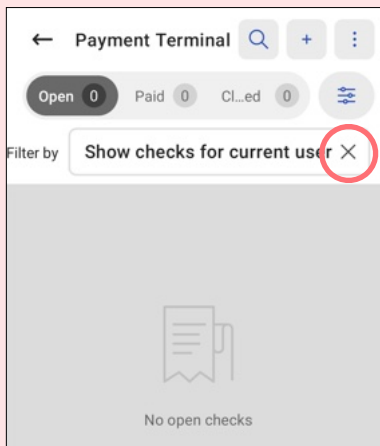 Payment Terminal
Open 0 Paid 0 Cl...ed 0
Filter by Show checks for current user
No open checks